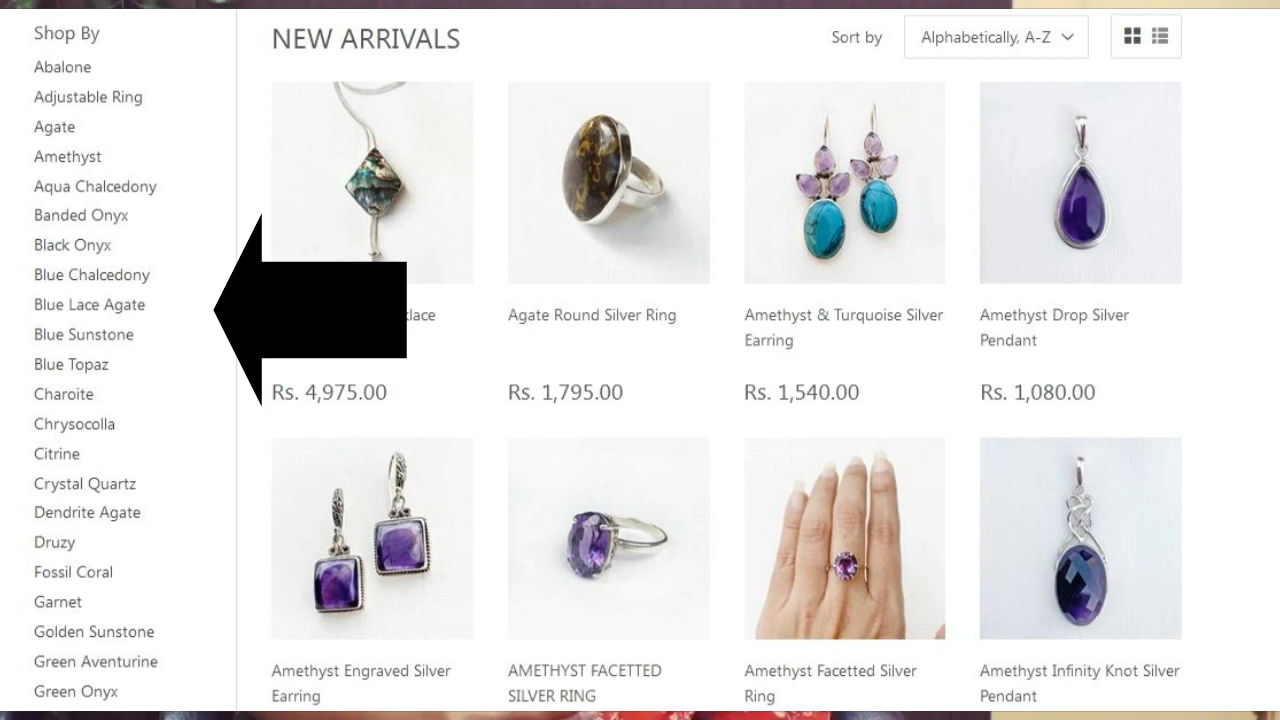 Shop By
Abalone
Adjustable Ring
Agate
Amethyst
Aqua Chalcedony
Banded Onyx
Black Onyx
Blue Chalcedony
Blue Lace Agate
Blue Sunstone
Blue Topaz
Charoite
Chrysocolla
Citrine
Crystal Quartz
Dendrite Agate
Druzy
Fossil Coral
Garnet
Golden Sunstone
Green Aventurine
Green Onyx
NEW ARRIVALS
Sort by
Alphabetically, A-Z
Rs. 4,975.00
Agate Round Silver Ring
Rs. 1,795.00
Amethyst & Turquoise Silver
Earring
Rs. 1,540.00
Amethyst Drop Silver
Pendant
Rs. 1,080.00
Amethyst Engraved Silver
Earring
AMETHYST FACETTED
SILVER RING
Amethyst Facetted Silver
Ring
Amethyst Infinity Knot Silver
Pendant